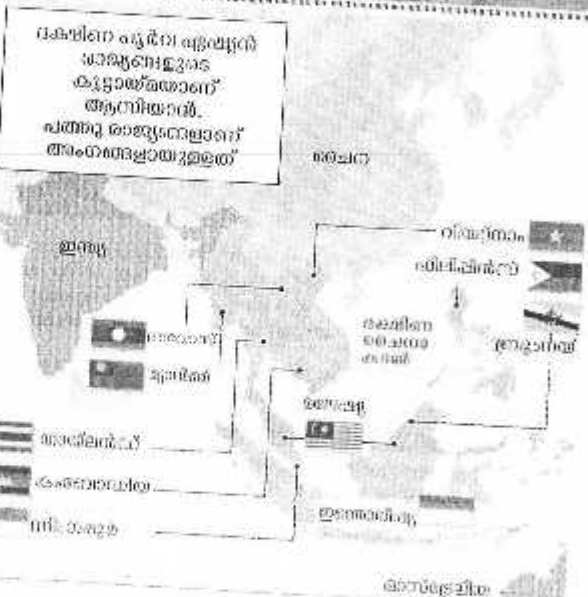 ദക്ഷിണ പൂർവ ഏഷ്യൻ
രാജ്യങ്ങളുടെ
കൂട്ടായ്മയാണ്
ആസിയാൻ.
പത്തു രാജ്യങ്ങളാണ്
അംഗങ്ങളായുള്ളത്
ചൈന
ഇന്ത്യ
വിയറ്റ്നാം
ഫിലിപ്പീൻസ്
ബ്രൂണയ്
ദക്ഷിണ
ചൈനാ
കടൽ
ലാവോസ്
മ്യാൻമർ
മലേഷ്യ
തായ്‌ലൻഡ്
കംബോഡിയ
സിംഗപ്പൂർ
ഇന്തോനീഷ്യ
ഓസ്ട്രേലിയ